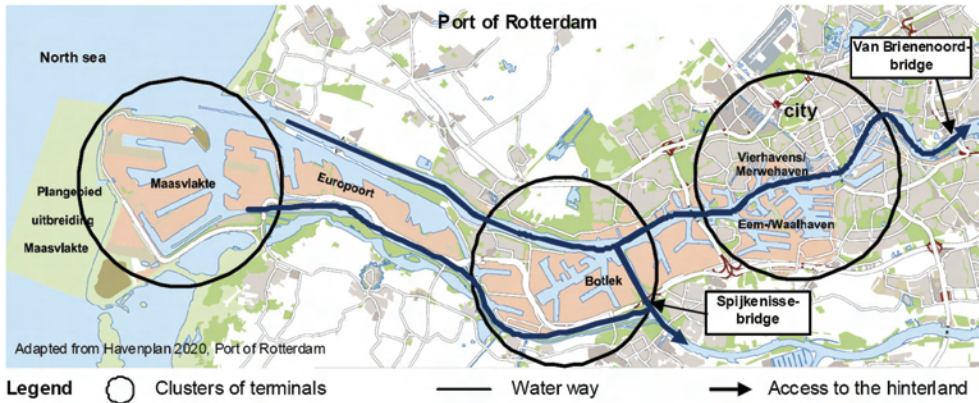 Port of Rotterdam
North sea
Van Brienenoord-
bridge
city
Vierhavens/
Merwehaven
Maasvlakte
Europoort
Plangebied
uitbreiding
Maasvlakte
Eem-/Waalhaven
Botlek
Spijkenisse-
bridge
Adapted from Havenplan 2020, Port of Rotterdam
Legend Clusters of terminals Water way Access to the hinterland